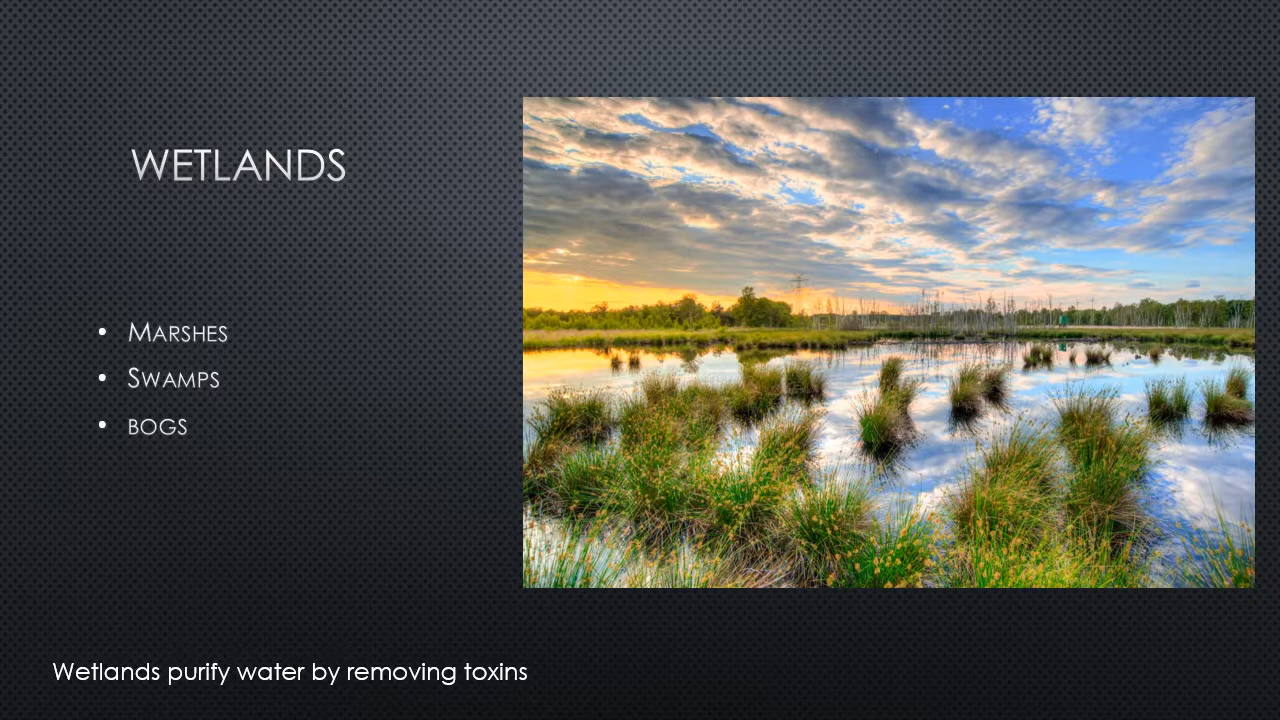 WETLANDS
• MARSHES
• SWAMPS
• BOGS
Wetlands purify water by removing toxins